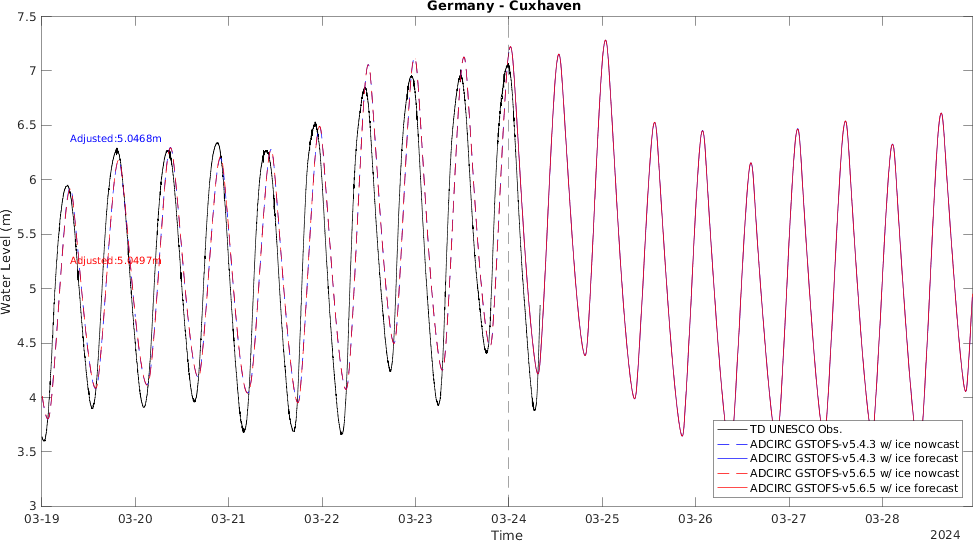 Germany - Cuxhaven
7.5
7
6.5
6
5.5
5
4.5
4
3.5
3
Water Level (m)
Adjusted:5.0468m
Adjusted:5.0497m
TD UNESCO Obs.
ADCIRC GSTOFS-v5.4.3 w/ ice nowcast
ADCIRC GSTOFS-v5.4.3 w/ ice forecast
ADCIRC GSTOFS-v5.6.5 w/ ice nowcast
ADCIRC GSTOFS-v5.6.5 w/ ice forecast
03-19 03-20 03-21 03-22 03-23 03-24 03-25 03-26 03-27 03-28
Time
2024